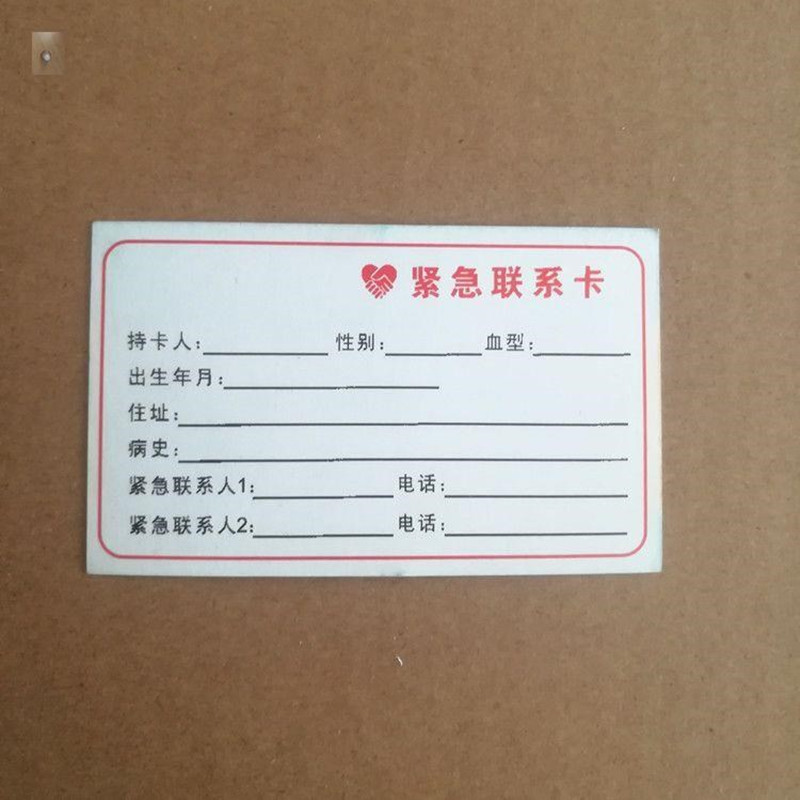 紧急联系卡
持卡人: 性别: 血型:
出生年月:
住址:
病史:
紧急联系人1: 电话:
紧急联系人2: 电话: